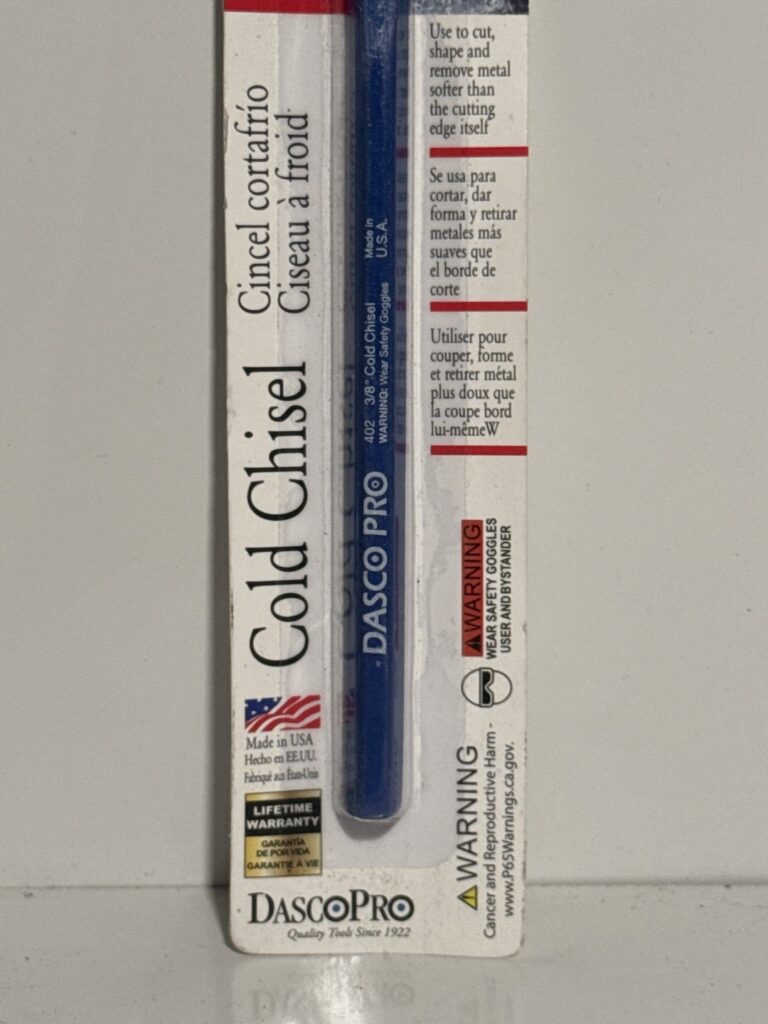 Use to cut,
shape and
remove metal
softer than
the cutting
edge itself
Se usa para
cortar, dar
forma y retirar
metales más
suaves que
el borde de
corte
Utiliser pour
couper, forme
et retirer métal
plus doux que
la coupe bord
lui-mêmeW
Cold Chisel
Cincel cortafrío
Ciseau à froid
DASCO PRO
402 3/8" Cold Chisel
WARNING: Wear Safety Goggles
Made in
U.S.A.
WARNING
WEAR SAFETY GOGGLES
USER AND BYSTANDER
WARNING
Cancer and Reproductive Harm -
www.P65Warnings.ca.gov.
Made in USA
Hecho en EE.UU.
Fabriqué aux États-Unis
LIFETIME
WARRANTY
GARANTÍA
DE POR VIDA
GARANTIE À VIE
DASCOPRO
Quality Tools Since 1922